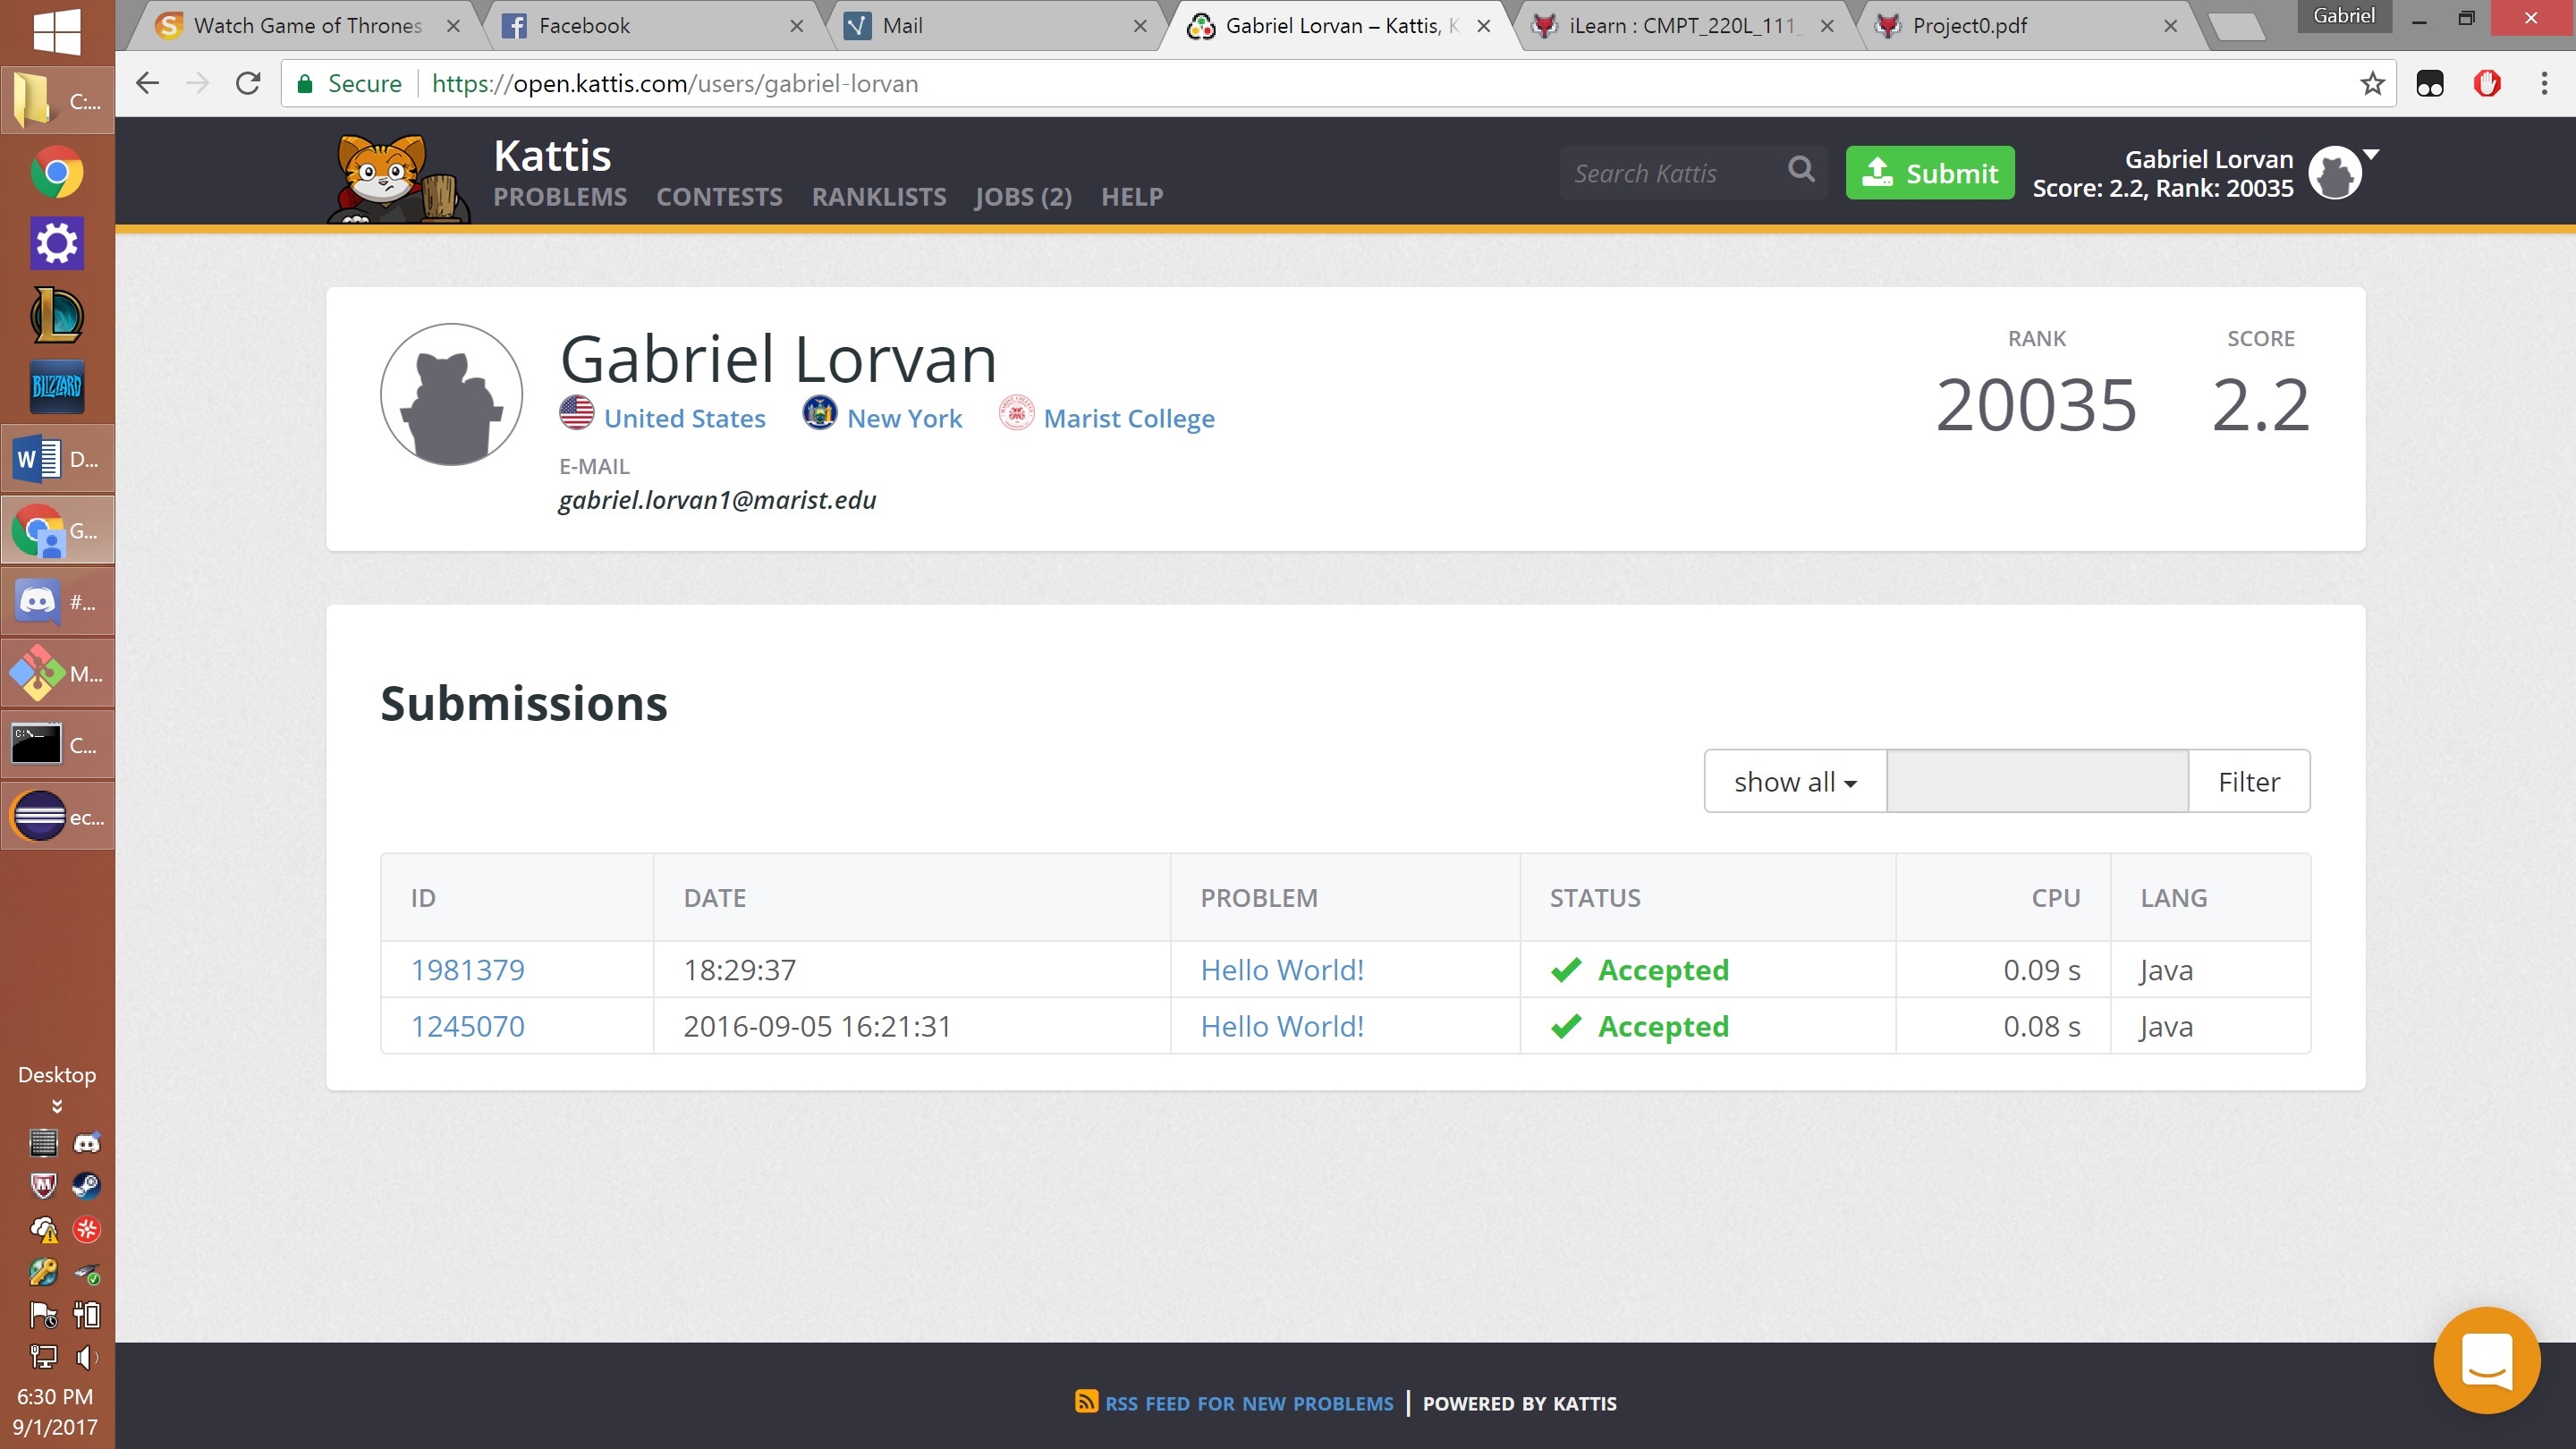 Watch Game of Thrones
Facebook
Mail
Gabriel Lorvan – Kattis, K
iLearn : CMPT_220L_111_
Project0.pdf
Gabriel
Secure
https://open.kattis.com/users/gabriel-lorvan
C:...
Kattis
PROBLEMS CONTESTS RANKLISTS JOBS (2) HELP
Search Kattis
Submit
Gabriel Lorvan
Score: 2.2, Rank: 20035
BLIZZARD
D...
G...
#...
M...
C...
ec...
Gabriel Lorvan
United States New York Marist College
E-MAIL
gabriel.lorvan1@marist.edu
RANK SCORE
20035 2.2
Submissions
show all Filter
ID DATE PROBLEM STATUS CPU LANG
1981379 18:29:37 Hello World! Accepted 0.09 s Java
1245070 2016-09-05 16:21:31 Hello World! Accepted 0.08 s Java
Desktop
6:30 PM
9/1/2017
RSS FEED FOR NEW PROBLEMS | POWERED BY KATTIS